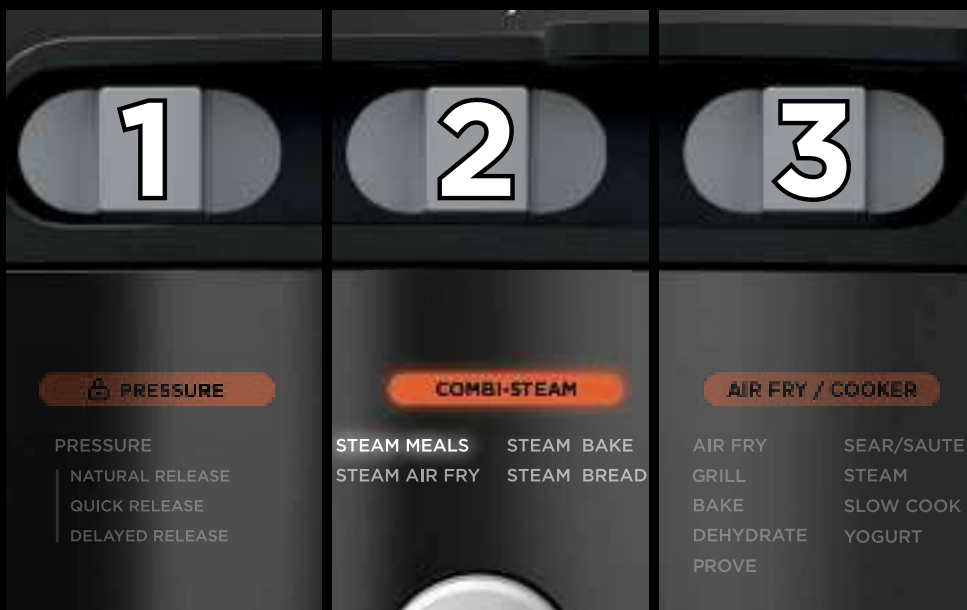 1
2
3
PRESSURE
COMBI-STEAM
AIR FRY / COOKER
PRESSURE
NATURAL RELEASE
QUICK RELEASE
DELAYED RELEASE
STEAM MEALS
STEAM AIR FRY
STEAM BAKE
STEAM BREAD
AIR FRY
GRILL
BAKE
DEHYDRATE
PROVE
SEAR/SAUTE
STEAM
SLOW COOK
YOGURT